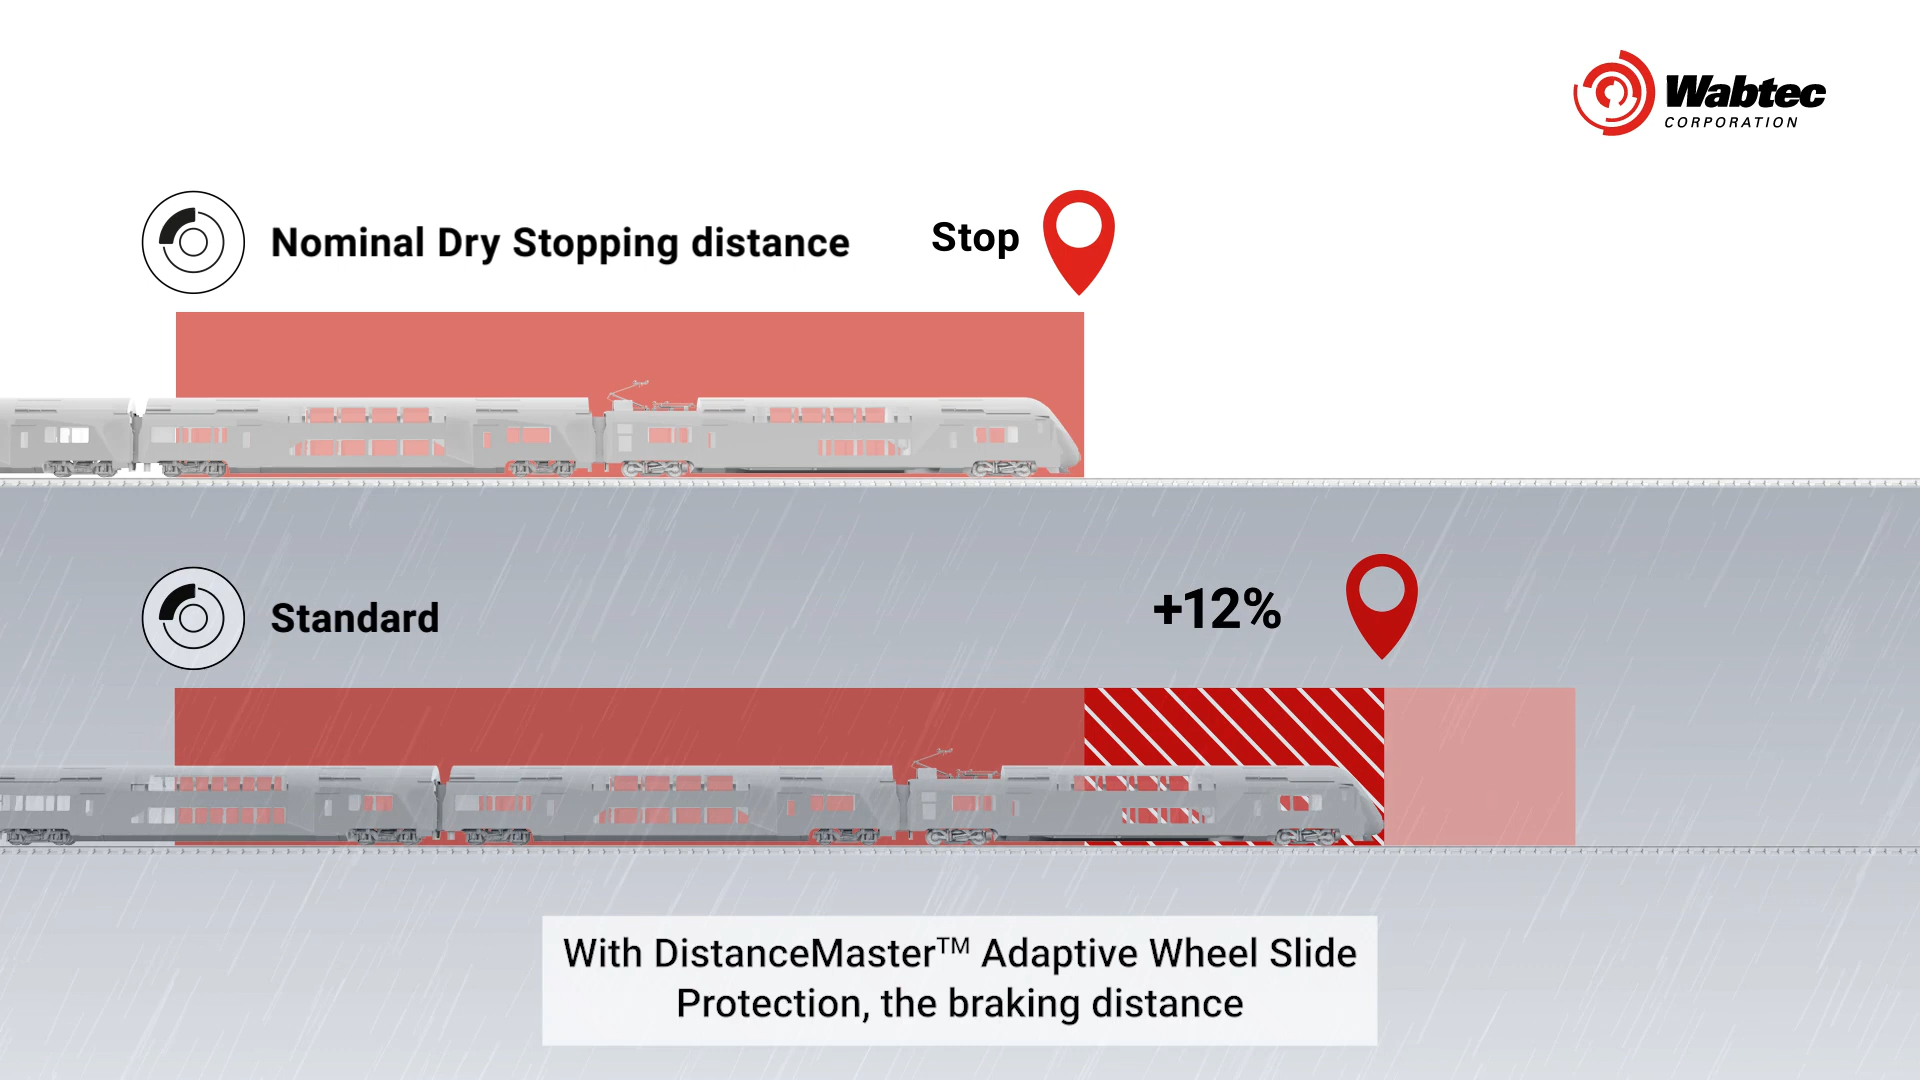 Wabtec
CORPORATION
Nominal Dry Stopping distance
Stop
Standard
+12%
With DistanceMaster™ Adaptive Wheel Slide
Protection, the braking distance